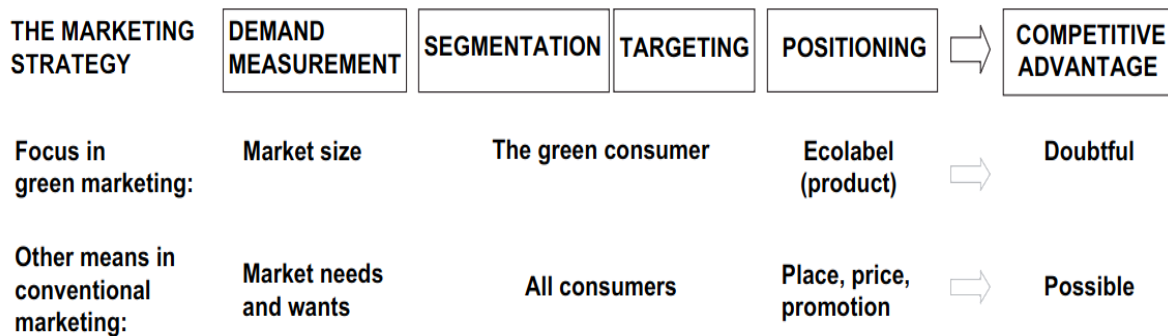 THE MARKETING
STRATEGY
DEMAND
MEASUREMENT
SEGMENTATION
TARGETING
POSITIONING
COMPETITIVE
ADVANTAGE
Focus in
green marketing:
Market size
The green consumer
Ecolabel
(product)
Doubtful
Other means in
conventional
marketing:
Market needs
and wants
All consumers
Place, price,
promotion
Possible